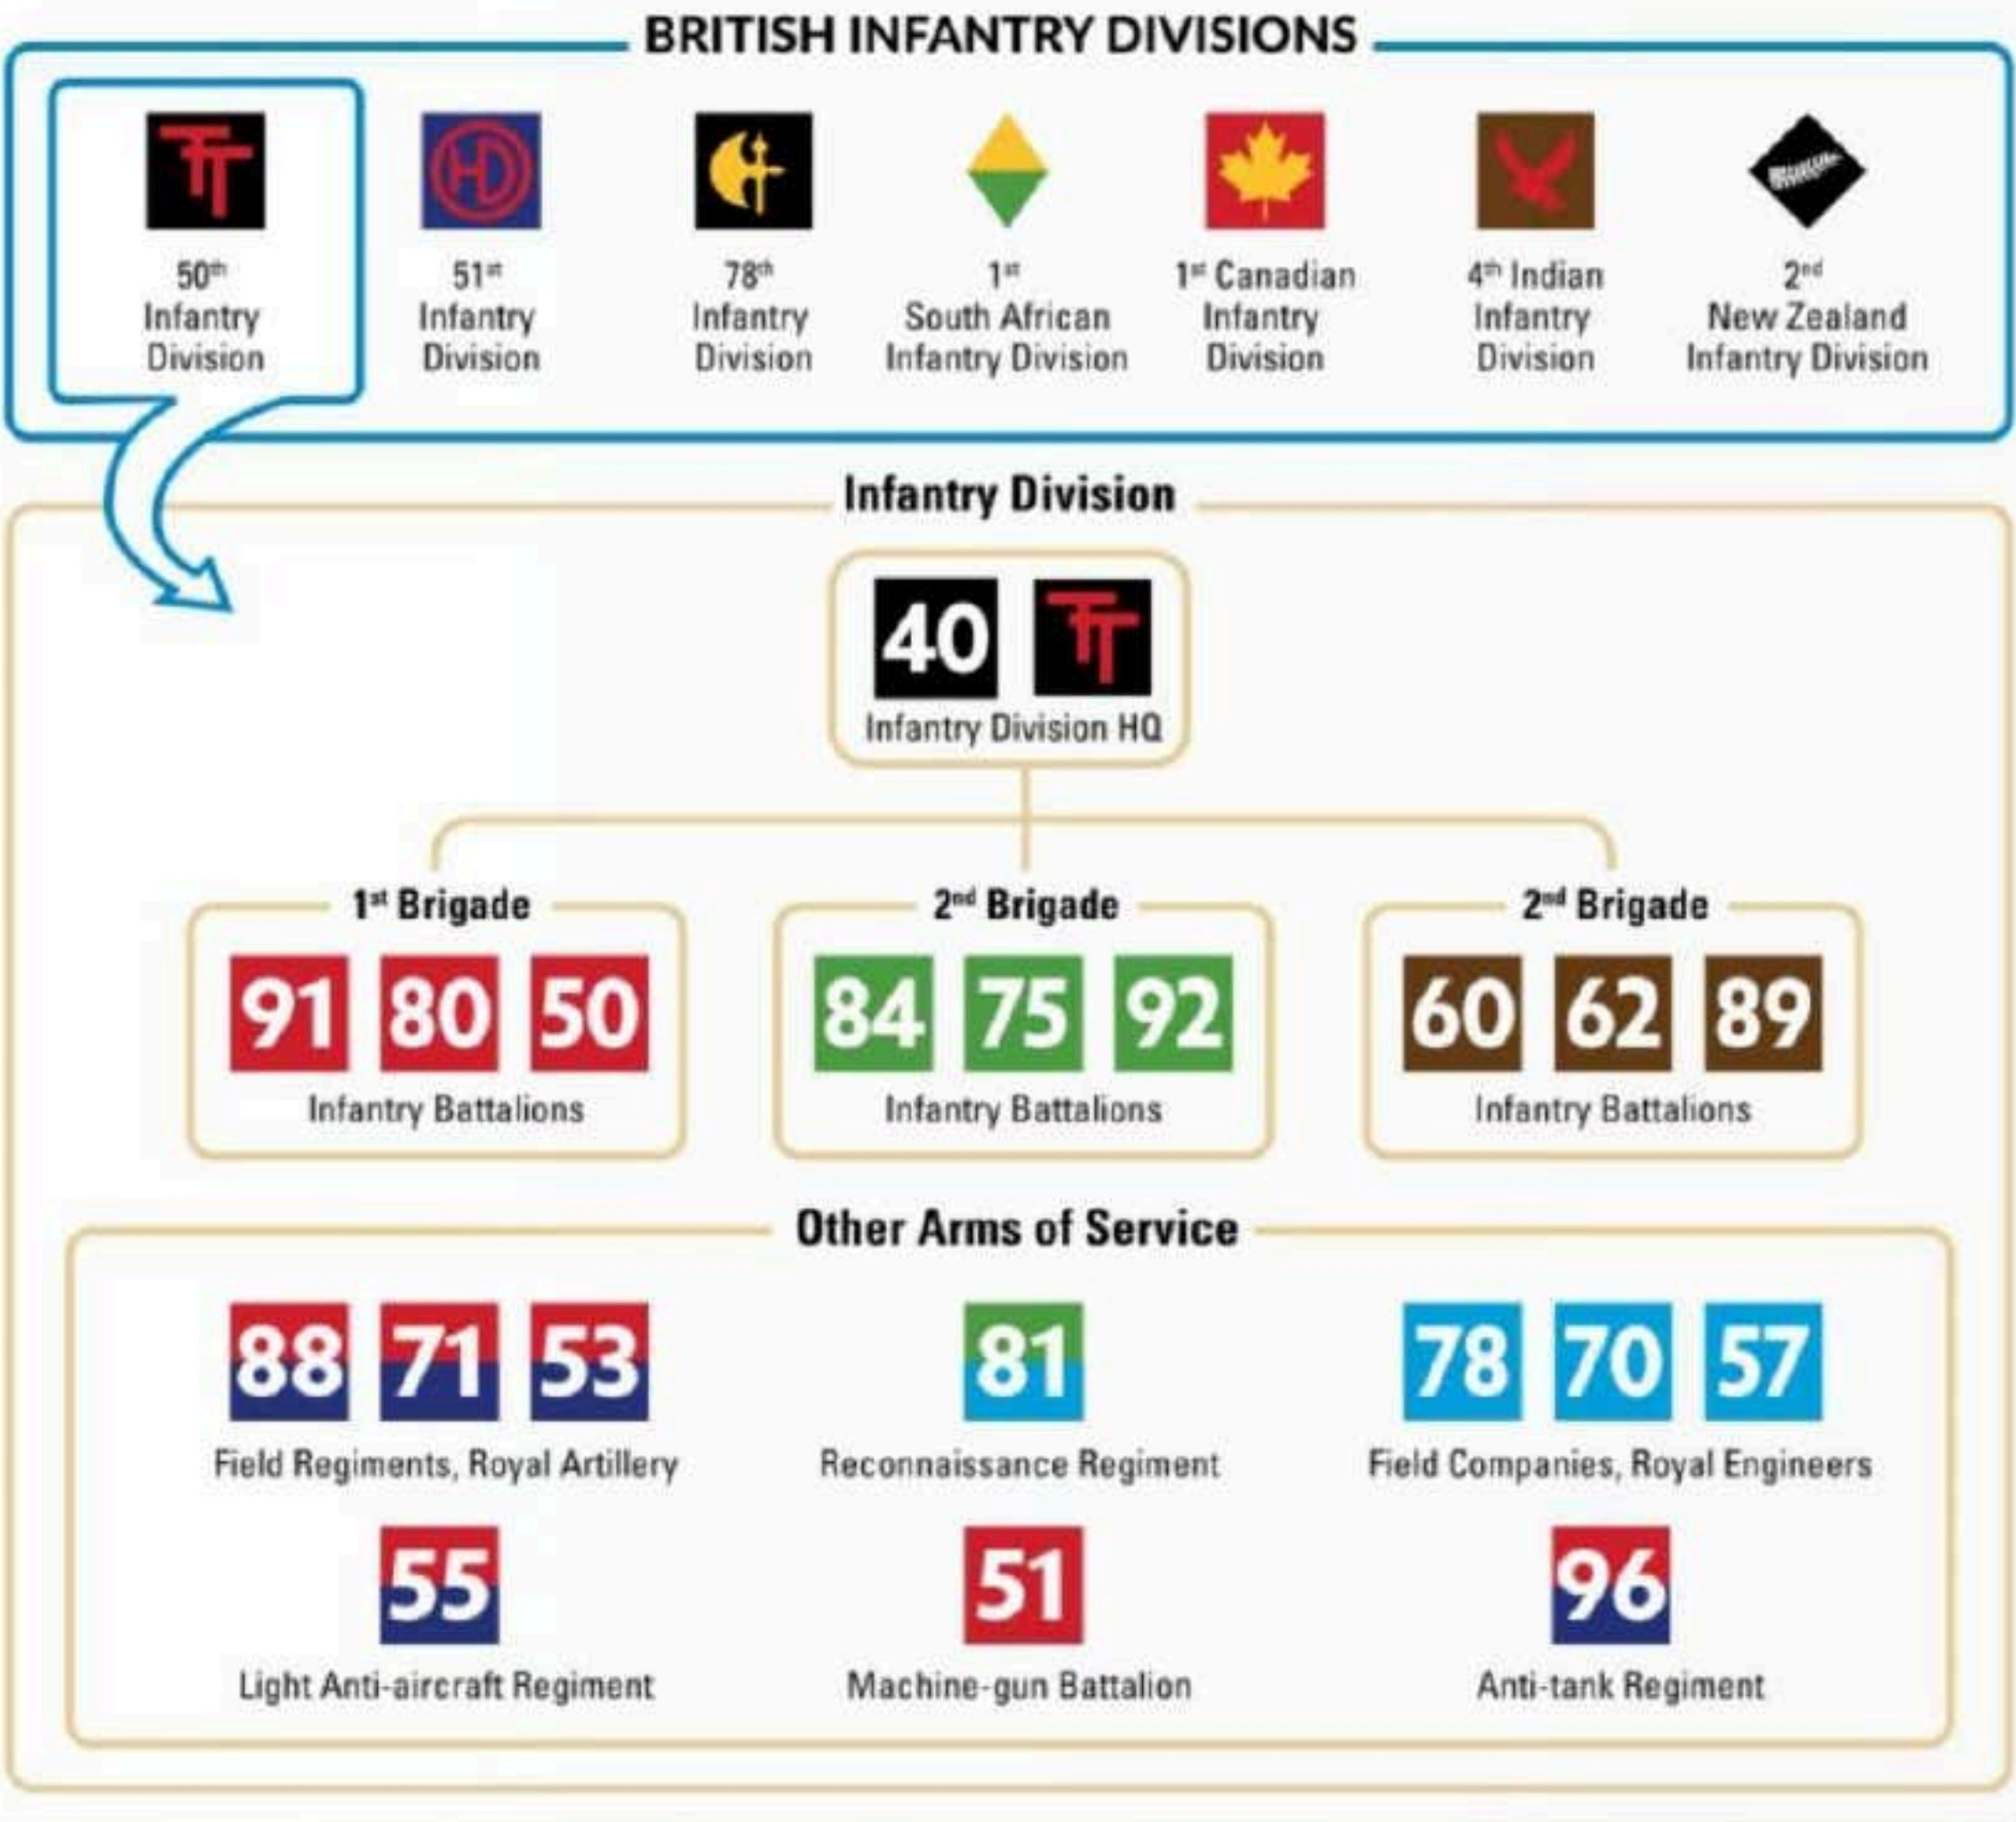 BRITISH INFANTRY DIVISIONS
TT HD
50th 51st 78th 1st 1st Canadian 4th Indian 2nd
Infantry Infantry Infantry South African Infantry Infantry New Zealand
Division Division Division Infantry Division Division Division Infantry Division
Infantry Division
40 TT
Infantry Division HQ
1st Brigade 2nd Brigade 2nd Brigade
91 80 50 84 75 92 60 62 89
Infantry Battalions Infantry Battalions Infantry Battalions
Other Arms of Service
88 71 53 81 78 70 57
Field Regiments, Royal Artillery Reconnaissance Regiment Field Companies, Royal Engineers
55 51 96
Light Anti-aircraft Regiment Machine-gun Battalion Anti-tank Regiment